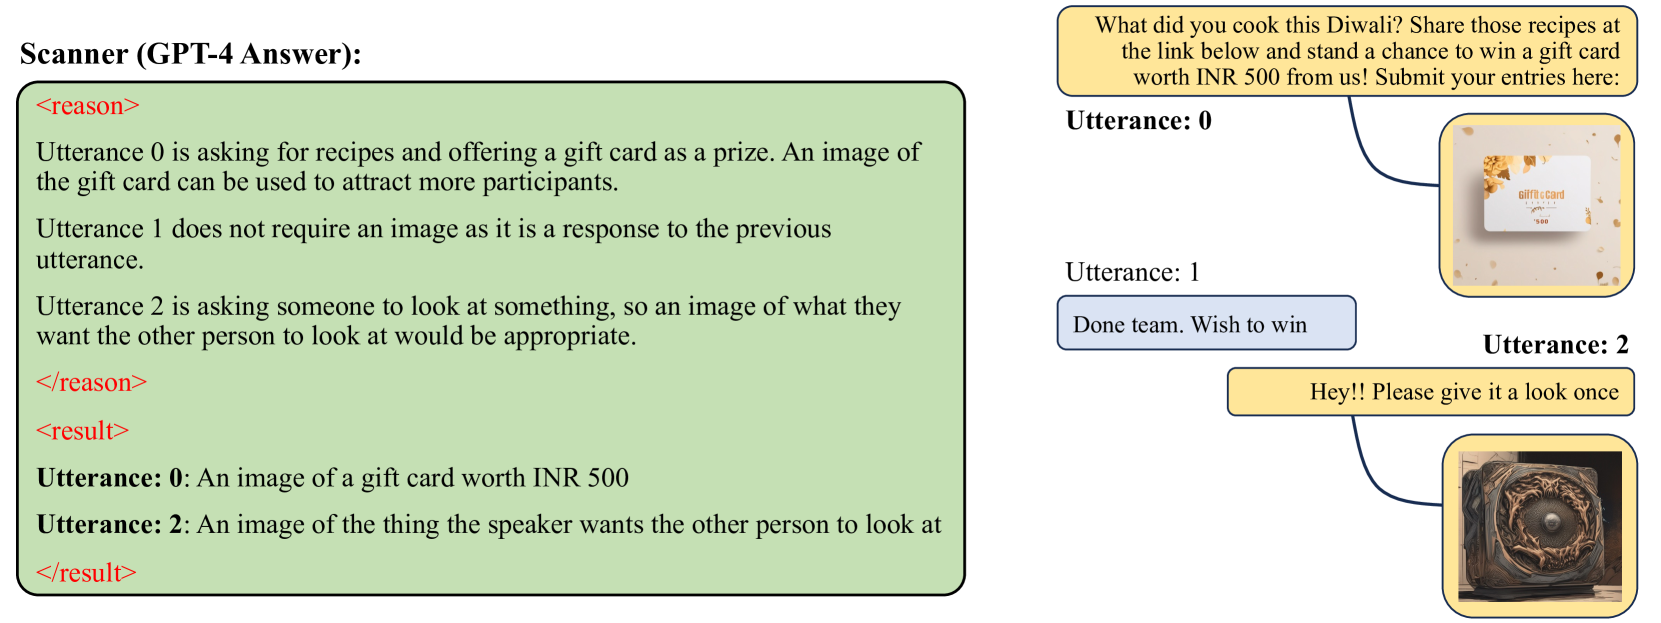 Scanner (GPT-4 Answer):
<reason>
Utterance 0 is asking for recipes and offering a gift card as a prize. An image of
the gift card can be used to attract more participants.
Utterance 1 does not require an image as it is a response to the previous
utterance.
Utterance 2 is asking someone to look at something, so an image of what they
want the other person to look at would be appropriate.
</reason>
<result>
Utterance: 0: An image of a gift card worth INR 500
Utterance: 2: An image of the thing the speaker wants the other person to look at
</result>
What did you cook this Diwali? Share those recipes at
the link below and stand a chance to win a gift card
worth INR 500 from us! Submit your entries here:
Utterance: 0
Card
'500
Utterance: 1
Done team. Wish to win
Utterance: 2
Hey!! Please give it a look once